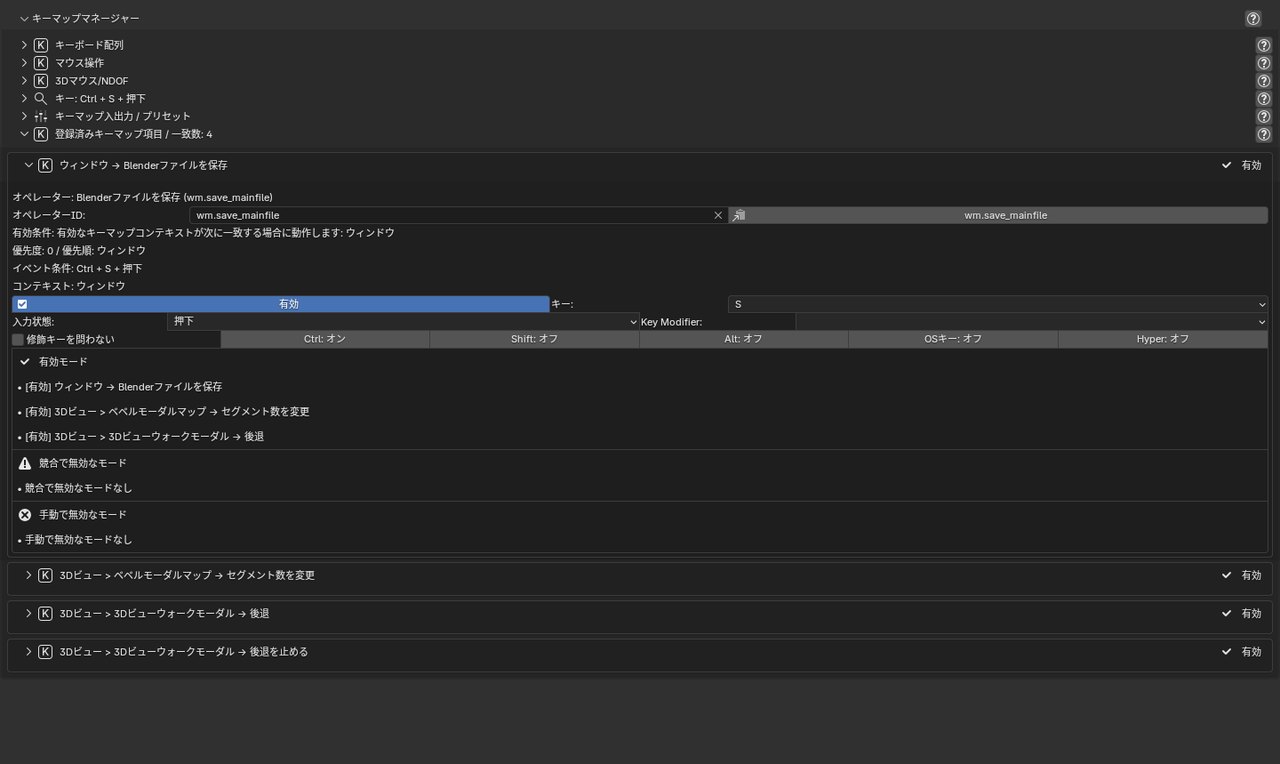 キーマップマネージャー
キーボード配列
マウス操作
3Dマウス/NDOF
キー: Ctrl + S + 押下
キーマップ入出力 / プリセット
登録済みキーマップ項目 / 一致数: 4
ウィンドウ → Blenderファイルを保存 有効
オペレーター: Blenderファイルを保存 (wm.save_mainfile)
オペレーターID: wm.save_mainfile wm.save_mainfile
有効条件: 有効なキーマップコンテキストが次に一致する場合に動作します: ウィンドウ
優先度: 0 / 優先順: ウィンドウ
イベント条件: Ctrl + S + 押下
コンテキスト: ウィンドウ
有効 キー: S
入力状態: 押下 Key Modifier:
修飾キーを問わない Ctrl: オン Shift: オフ Alt: オフ OSキー: オフ Hyper: オフ
有効モード
• [有効] ウィンドウ → Blenderファイルを保存
• [有効] 3Dビュー > ベベルモーダルマップ → セグメント数を変更
• [有効] 3Dビュー > 3Dビューウォークモーダル → 後退
競合で無効なモード
• 競合で無効なモードなし
手動で無効なモード
• 手動で無効なモードなし
3Dビュー > ベベルモーダルマップ → セグメント数を変更 有効
3Dビュー > 3Dビューウォークモーダル → 後退 有効
3Dビュー > 3Dビューウォークモーダル → 後退を止める 有効